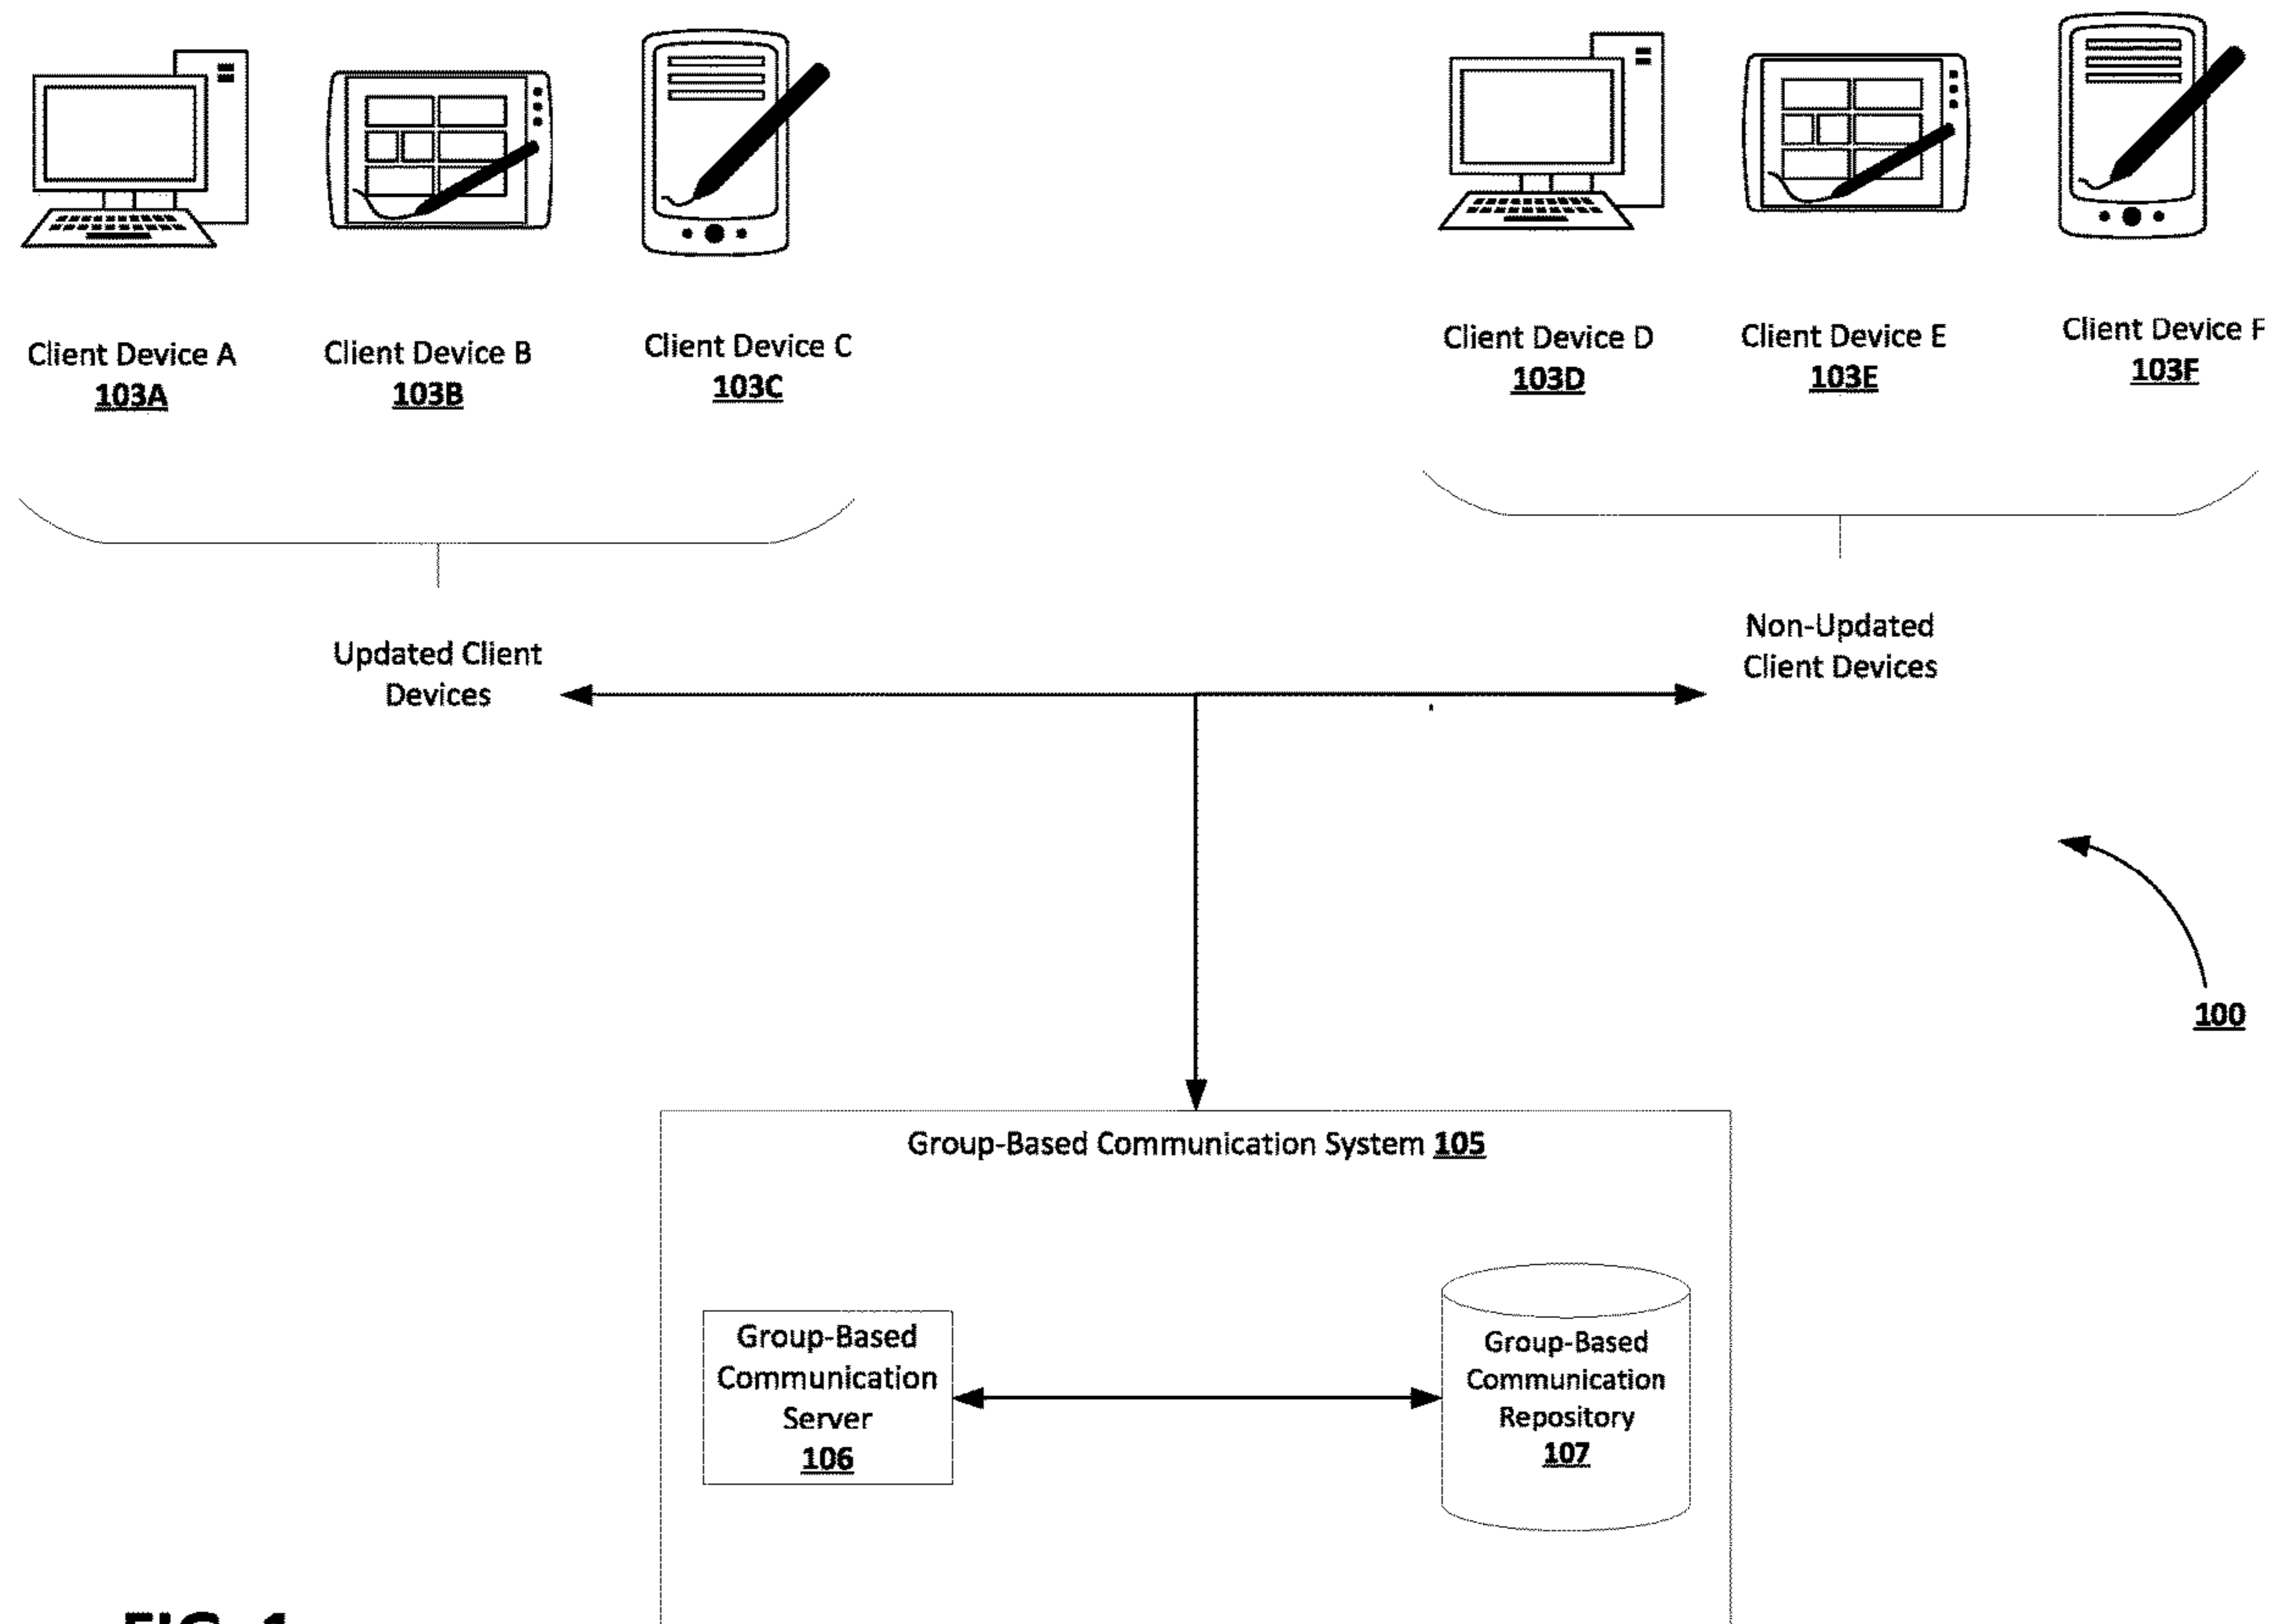 Client Device A
103A
Client Device B
103B
Client Device C
103C
Client Device D
103D
Client Device E
103E
Client Device F
103F
Updated Client
Devices
Non-Updated
Client Devices
100
Group-Based Communication System 105
Group-Based
Communication
Server
106
Group-Based
Communication
Repository
107
FIG. 1